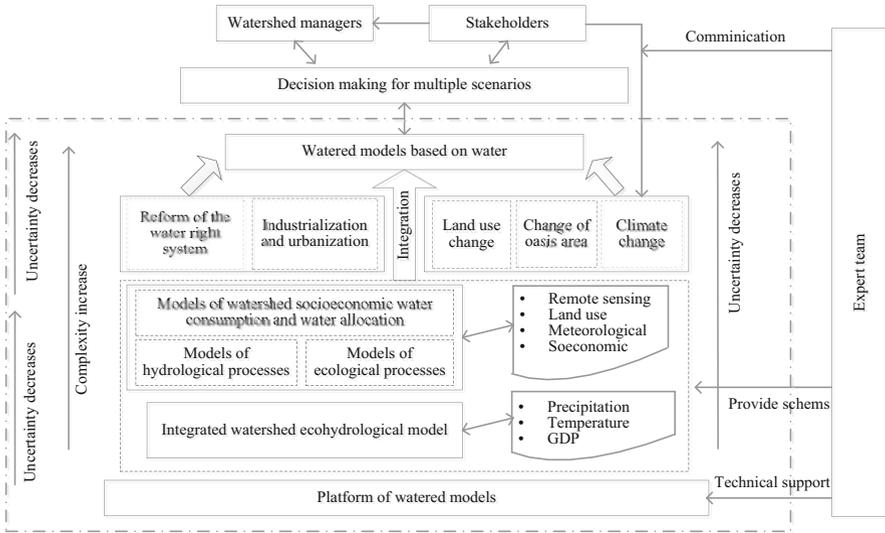 Watershed managers
Stakeholders
Comminication
Decision making for multiple scenarios
Watered models based on water
Uncertainty decreases
Uncertainty decreases
Complexity increase
Reform of the
water right
system
Industrialization
and urbanization
Integration
Land use
change
Change of
oasis area
Climate
change
Uncertainty decreases
Expert team
Models of watershed socioeconomic water
consumption and water allocation
Models of
hydrological processes
Models of
ecological processes
• Remote sensing
• Land use
• Meteorological
• Soeconomic
Integrated watershed ecohydrological model
• Precipitation
• Temperature
• GDP
Provide schems
Technical support
Platform of watered models